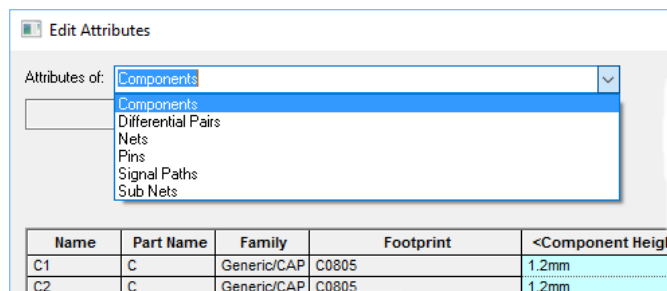 Edit Attributes
Attributes of: Components
Components
Differential Pairs
Nets
Pins
Signal Paths
Sub Nets
Name Part Name Family Footprint <Component Heigh
C1 C Generic/CAP C0805 1.2mm
C2 C Generic/CAP C0805 1.2mm